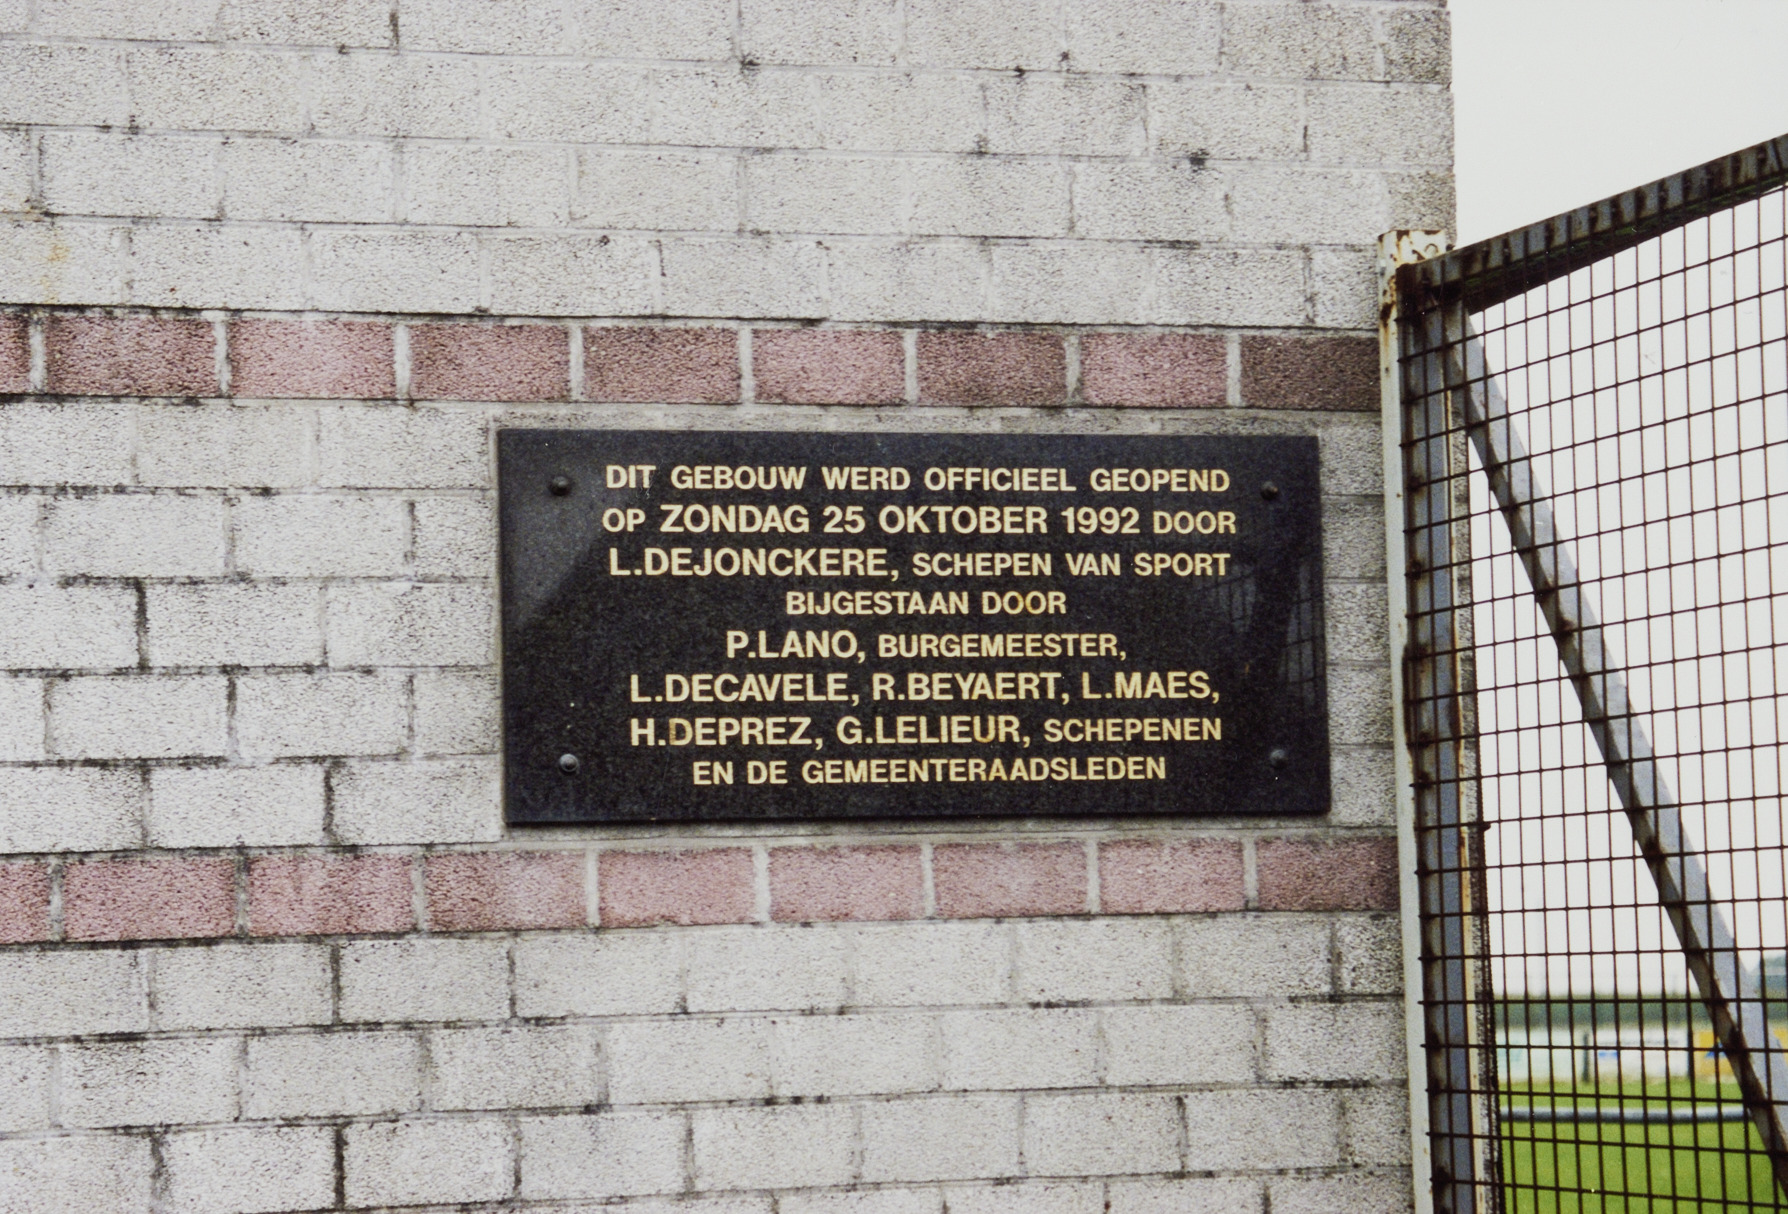 DIT GEBOUW WERD OFFICIEEL GEOPEND
OP ZONDAG 25 OKTOBER 1992 DOOR
L.DEJONCKERE, SCHEPEN VAN SPORT
BIJGESTAAN DOOR
P.LANO, BURGEMEESTER,
L.DECAVELE, R.BEYAERT, L.MAES,
H.DEPREZ, G.LELIEUR, SCHEPENEN
EN DE GEMEENTERAADSLEDEN